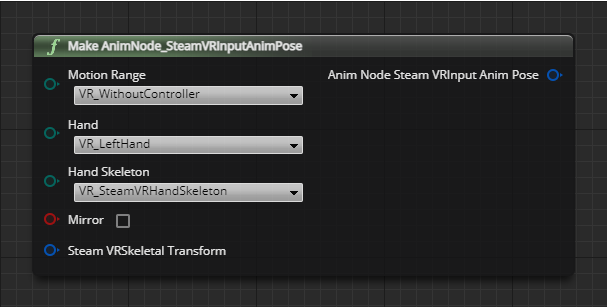 f Make AnimNode_SteamVRInputAnimPose
Motion Range
VR_WithoutController
Anim Node Steam VRInput Anim Pose
Hand
VR_LeftHand
Hand Skeleton
VR_SteamVRHandSkeleton
Mirror
Steam VRSkeletal Transform